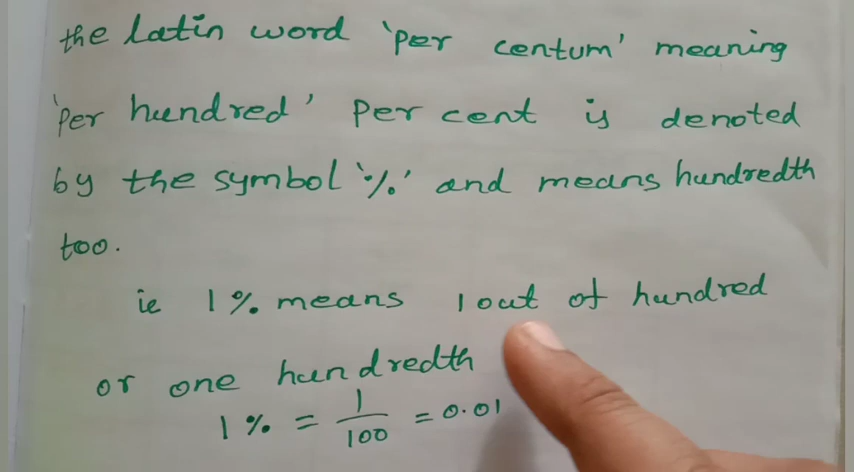 the Latin word 'per centum' meaning
'per hundred' Per cent is denoted
by the symbol '%' and means hundredth
too.
ie 1% means 1 out of hundred
or one hundredth
1% = 1/100 = 0.01